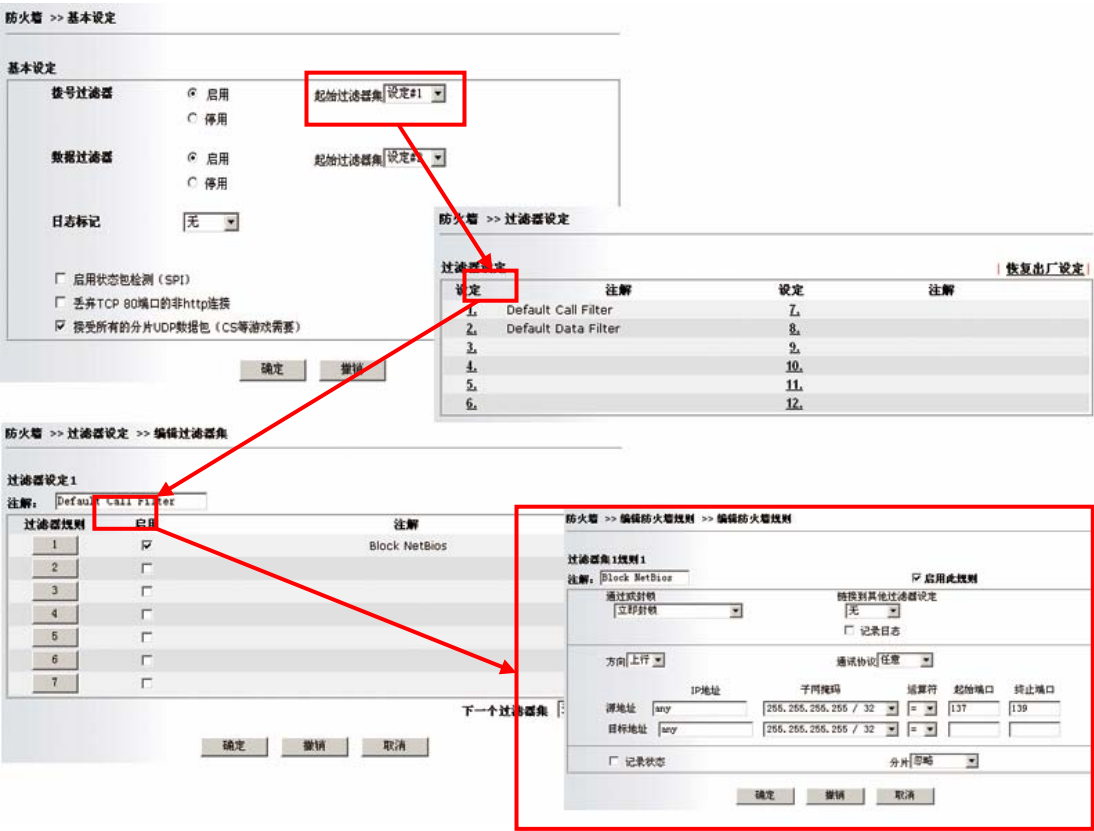 防火墙 >> 基本设定
基本设定
拨号过滤器 启用 起始过滤器集 设定#1
停用
数据过滤器 启用 起始过滤器集 设定#2
停用
日志标记 无
启用状态包检测（SPI）
丢弃TCP 80端口的非http连接
接受所有的分片UDP数据包（CS等游戏需要）
确定 撤销
防火墙 >> 过滤器设定
过滤器设定 | 恢复出厂设定 |
设定 注解 设定 注解
1. Default Call Filter 7.
2. Default Data Filter 8.
3. 9.
4. 10.
5. 11.
6. 12.
防火墙 >> 过滤器设定 >> 编辑过滤器集
过滤器设定1
注解: Default Call Filter
过滤器规则 启用 注解
1 Block NetBios
2
3
4
5
6
7
下一个过滤器集
确定 撤销 取消
防火墙 >> 编辑防火墙规则 >> 编辑防火墙规则
过滤器集1规则1
注解: Block NetBios 启用此规则
通过或封锁 链接到其他过滤器设定
立即封锁 无
记录日志
方向 上行 通讯协议 任意
IP地址 子网掩码 运算符 起始端口 终止端口
源地址 any 255.255.255.255 / 32 = 137 139
目标地址 any 255.255.255.255 / 32 =
记录状态 分片 忽略
确定 撤销 取消